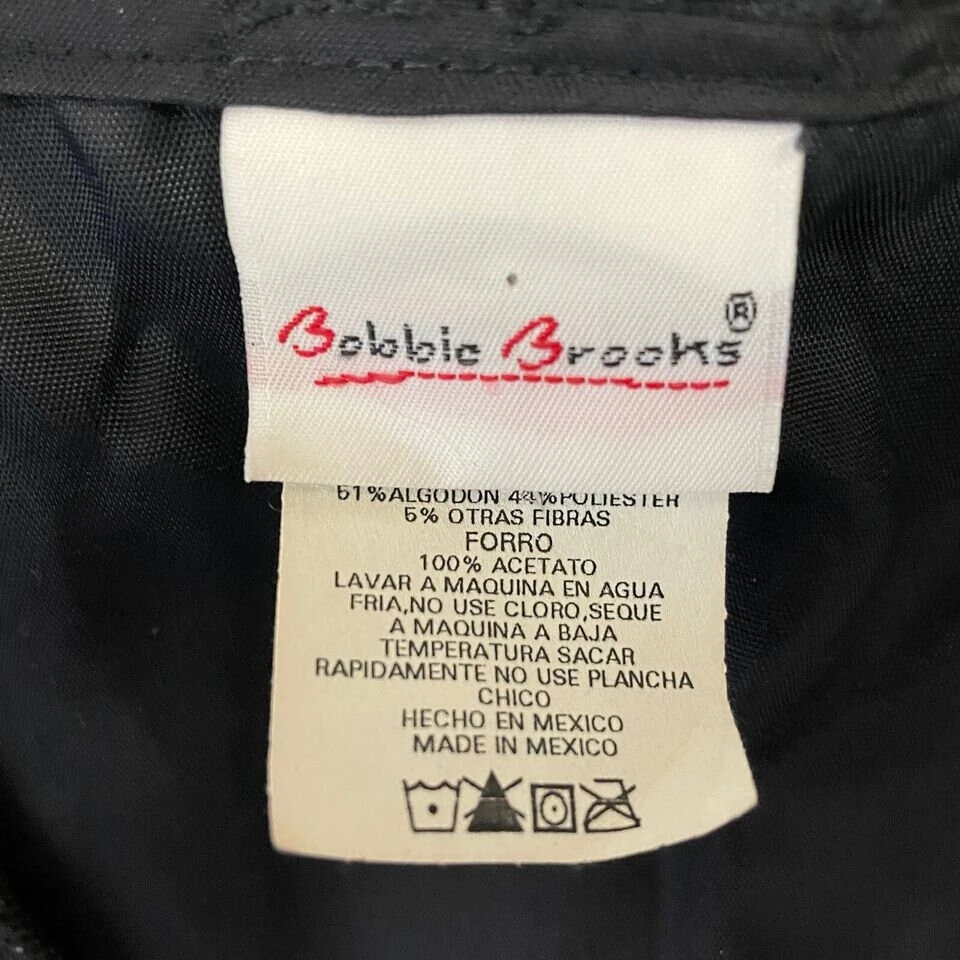 Bobbie Brooks®
51%ALGODON 44%POLIESTER
5% OTRAS FIBRAS
FORRO
100% ACETATO
LAVAR A MAQUINA EN AGUA
FRIA,NO USE CLORO,SEQUE
A MAQUINA A BAJA
TEMPERATURA SACAR
RAPIDAMENTE NO USE PLANCHA
CHICO
HECHO EN MEXICO
MADE IN MEXICO